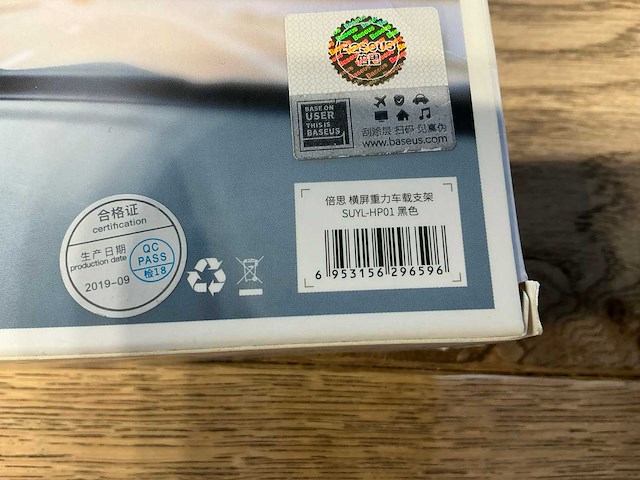 Baseus
倍思
BASE ON
USER
THIS IS
BASEUS
刮除层 扫码 见真伪
www.baseus.com
倍思 横屏重力车载支架
SUYL-HP01 黑色
6 953156 296596
合格证
certification
生产日期
production date
2019-09
QC
PASS
检18